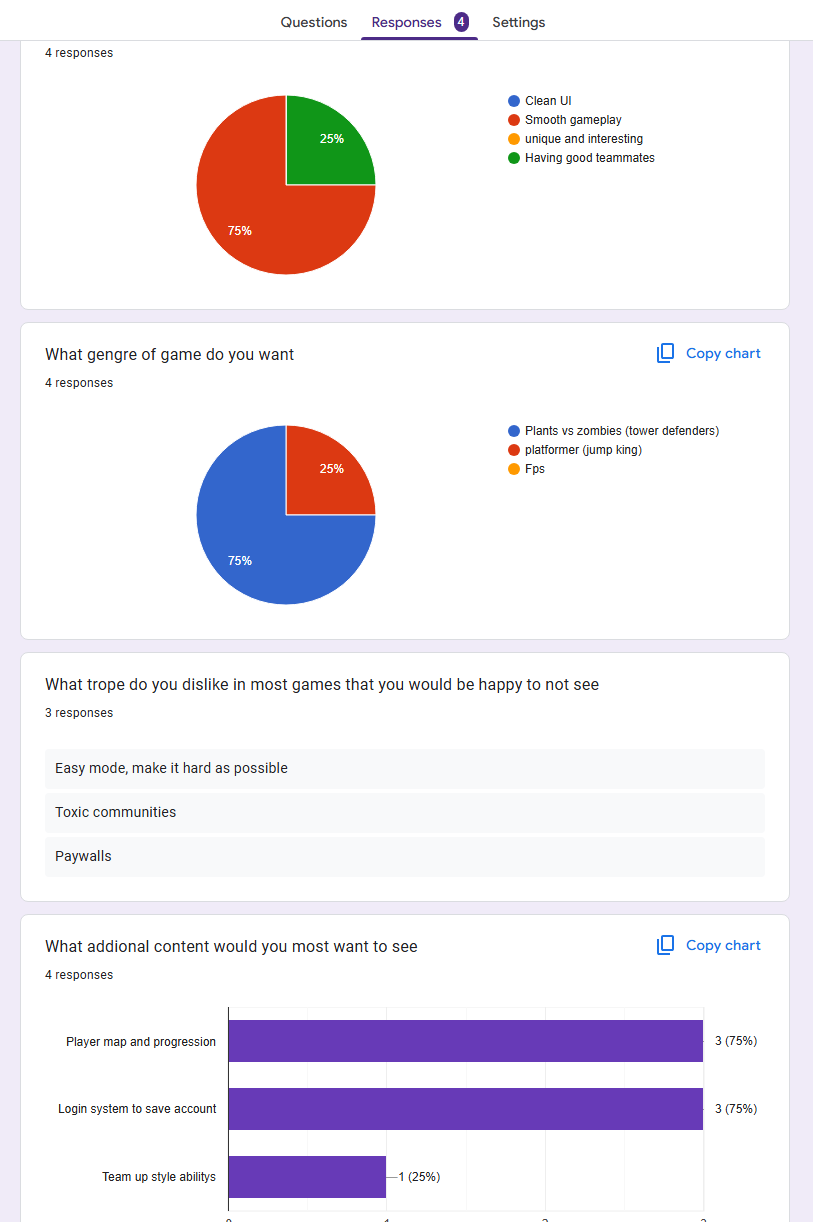 Questions Responses 4 Settings
4 responses
25%
75%
Clean UI
Smooth gameplay
unique and interesting
Having good teammates
What gengre of game do you want
Copy chart
4 responses
25%
75%
Plants vs zombies (tower defenders)
platformer (jump king)
Fps
What trope do you dislike in most games that you would be happy to not see
3 responses
Easy mode, make it hard as possible
Toxic communities
Paywalls
What addional content would you most want to see
Copy chart
4 responses
Player map and progression 3 (75%)
Login system to save account 3 (75%)
Team up style abilitys 1 (25%)